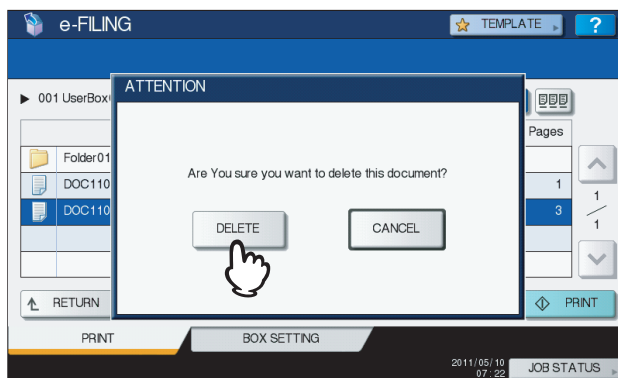 e-FILING
TEMPLATE
?
001 UserBox
ATTENTION
Pages
Folder01
DOC110
1
DOC110
3
Are You sure you want to delete this document?
DELETE
CANCEL
1
1
RETURN
PRINT
PRINT
BOX SETTING
2011/05/10
07:22
JOB STATUS